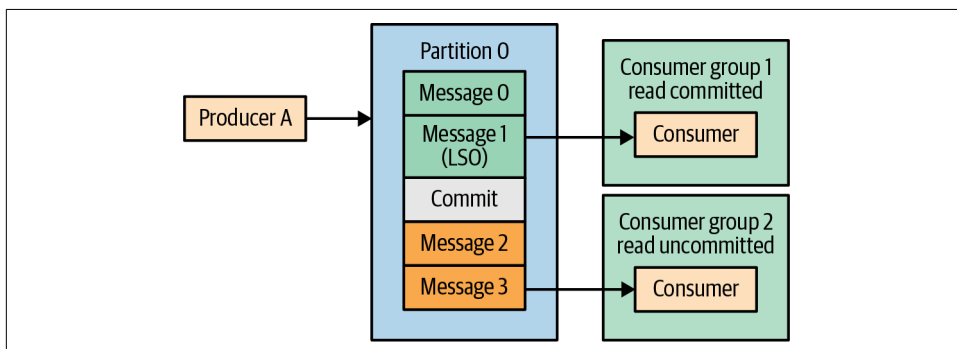 Producer A
Partition 0
Message 0
Message 1
(LSO)
Commit
Message 2
Message 3
Consumer group 1
read committed
Consumer
Consumer group 2
read uncommitted
Consumer